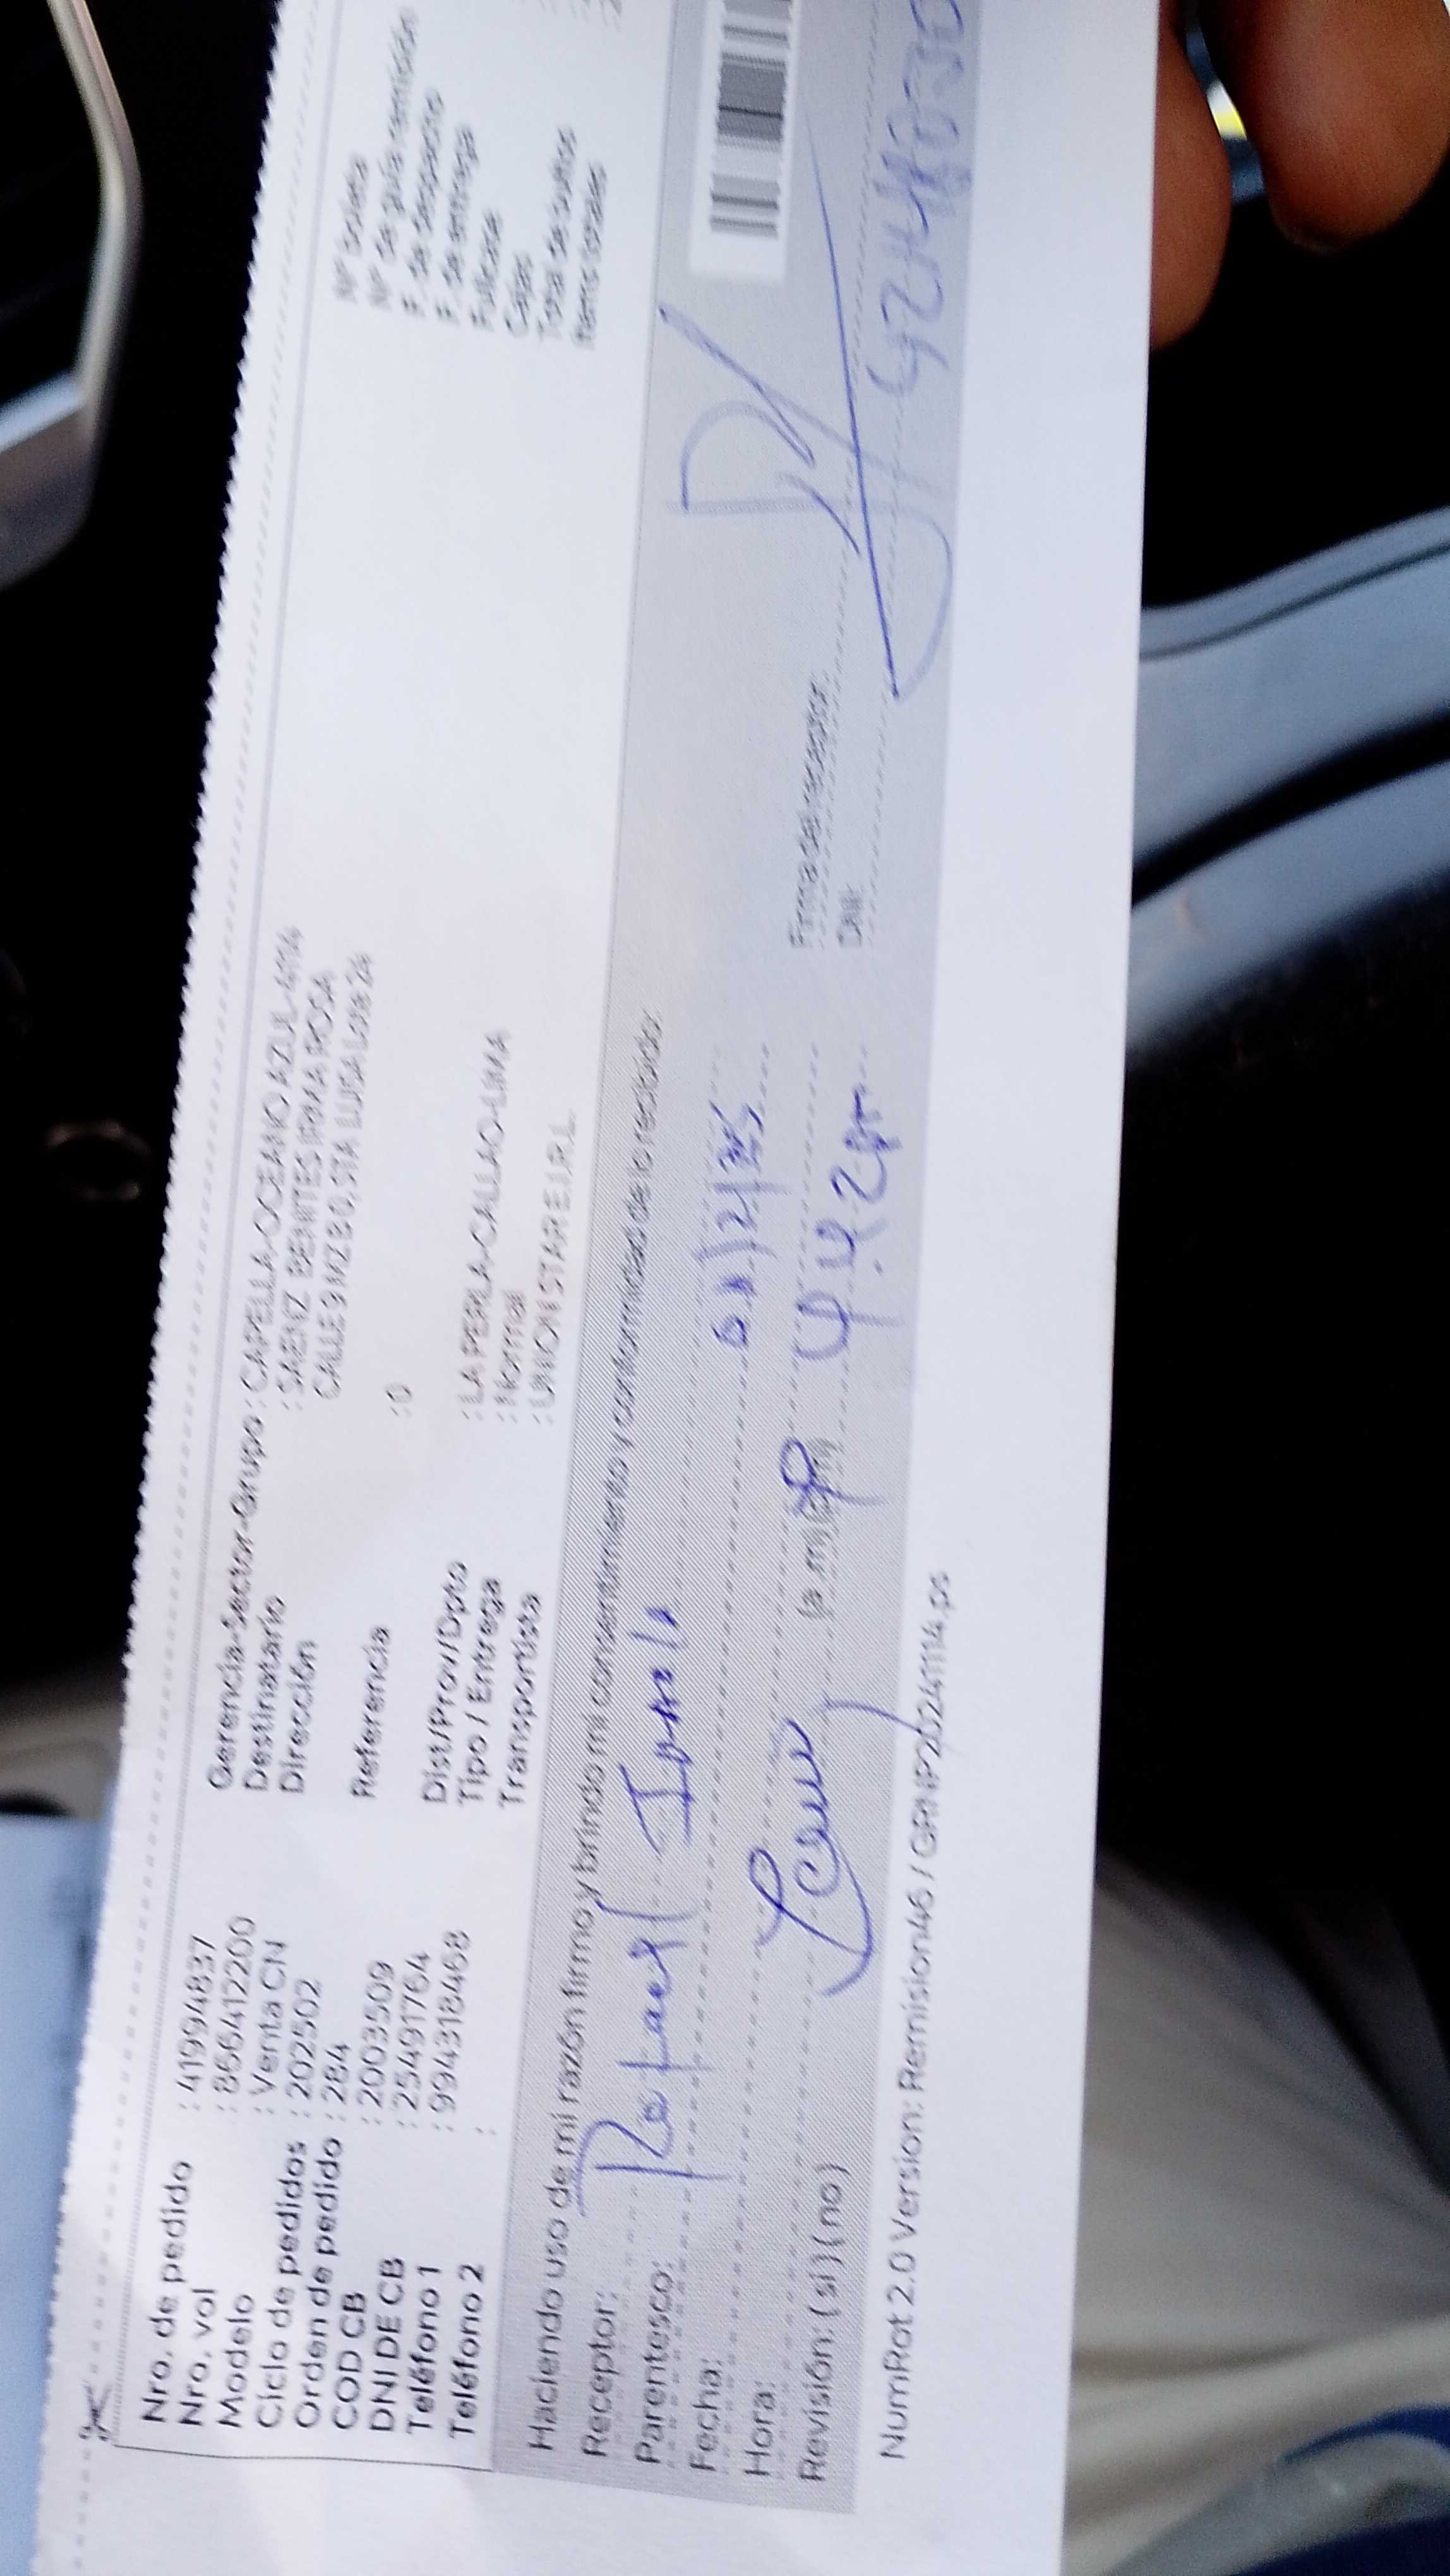 Nro. de pedido : 41994837
Nro. vol : 866412200
Modelo : Venta CN
Ciclo de pedidos : 202502
Orden de pedido : 284
COD CB : 2003509
DNI DE CB : 25491764
Teléfono 1 : 994318468
Teléfono 2 :
Gerencia-Sector-Grupo : CAPELLA-OCEANO AZUL-4114
Destinatario : SAENZ BENITES IRMA ROSA
Dirección CALLE 9 MZ B0, STA LUISA Lote 24
Referencia : 0
Dist/Prov/Dpto : LA PERLA-CALLAO-LIMA
Tipo / Entrega : Normal
Transportista : UNION STAR E.I.R.L.
N° boleta
N° de guía remisión
F. de despacho
F. de entrega
Fulticas
Cajas
Total de bultos
Items totales
Haciendo uso de mi razón firmo y brindo mi consentimiento y conformidad de lo recibido:
Receptor: Rafael
Parentesco:
Fecha:
Hora: (a.m) (p.m)
Revisión: (si) (no)
Firma del receptor:
DNI:
NumRot 2.0 Version: Remision46 / GRNP20241114.ps